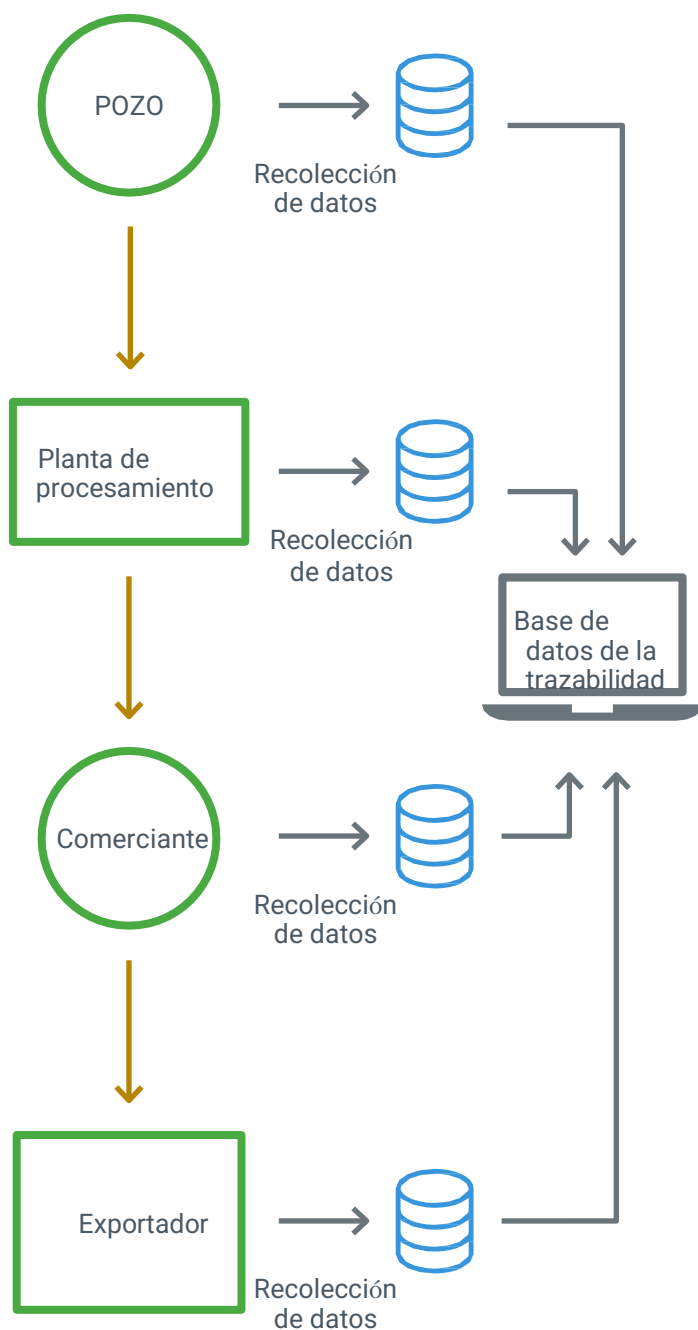 POZO
Recolección
de datos
Planta de
procesamiento
Recolección
de datos
Base de
datos de la
trazabilidad
Comerciante
Recolección
de datos
Exportador
Recolección
de datos